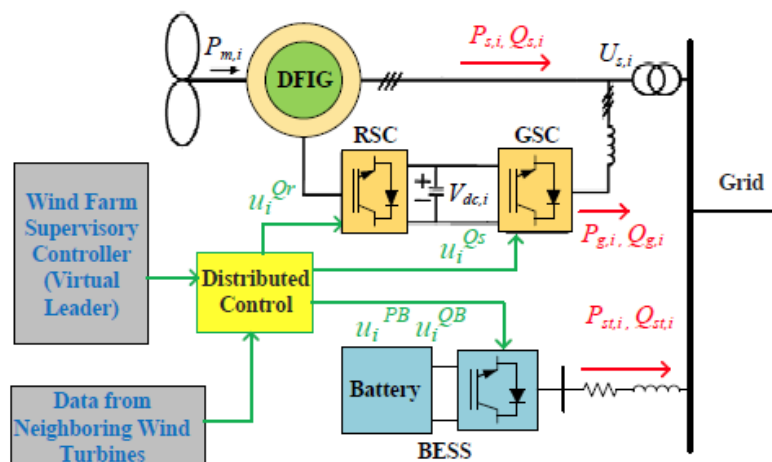 P_{m,i}
DFIG
P_{s,i}, Q_{s,i}
U_{s,i}
RSC
GSC
+
−
V_{dc,i}
Grid
Wind Farm
Supervisory
Controller
(Virtual
Leader)
u_i^{Qr}
u_i^{Qs}
P_{g,i}, Q_{g,i}
Distributed
Control
u_i^{PB} u_i^{QB}
P_{st,i}, Q_{st,i}
Battery
BESS
Data from
Neighboring Wind
Turbines